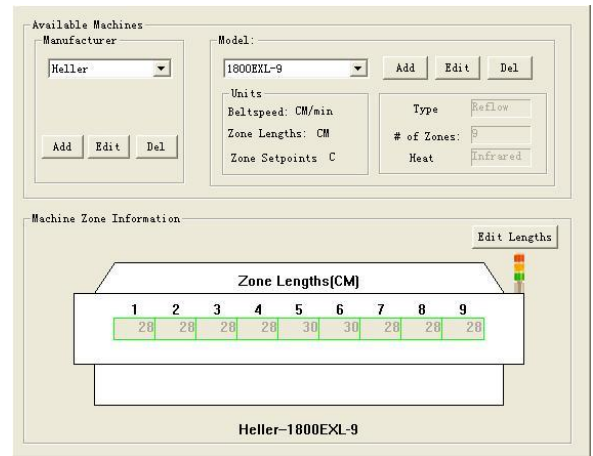 Available Machines
Manufacturer
Model:
Heller
1800EXL-9
Add Edit Del
Units
Beltspeed: CM/min
Type Reflow
Zone Lengths: CM
# of Zones: 9
Add Edit Del
Zone Setpoints C
Heat Infrared
Machine Zone Information
Edit Lengths
Zone Lengths(CM)
1 2 3 4 5 6 7 8 9
28 28 28 28 30 30 28 28 28
Heller-1800EXL-9